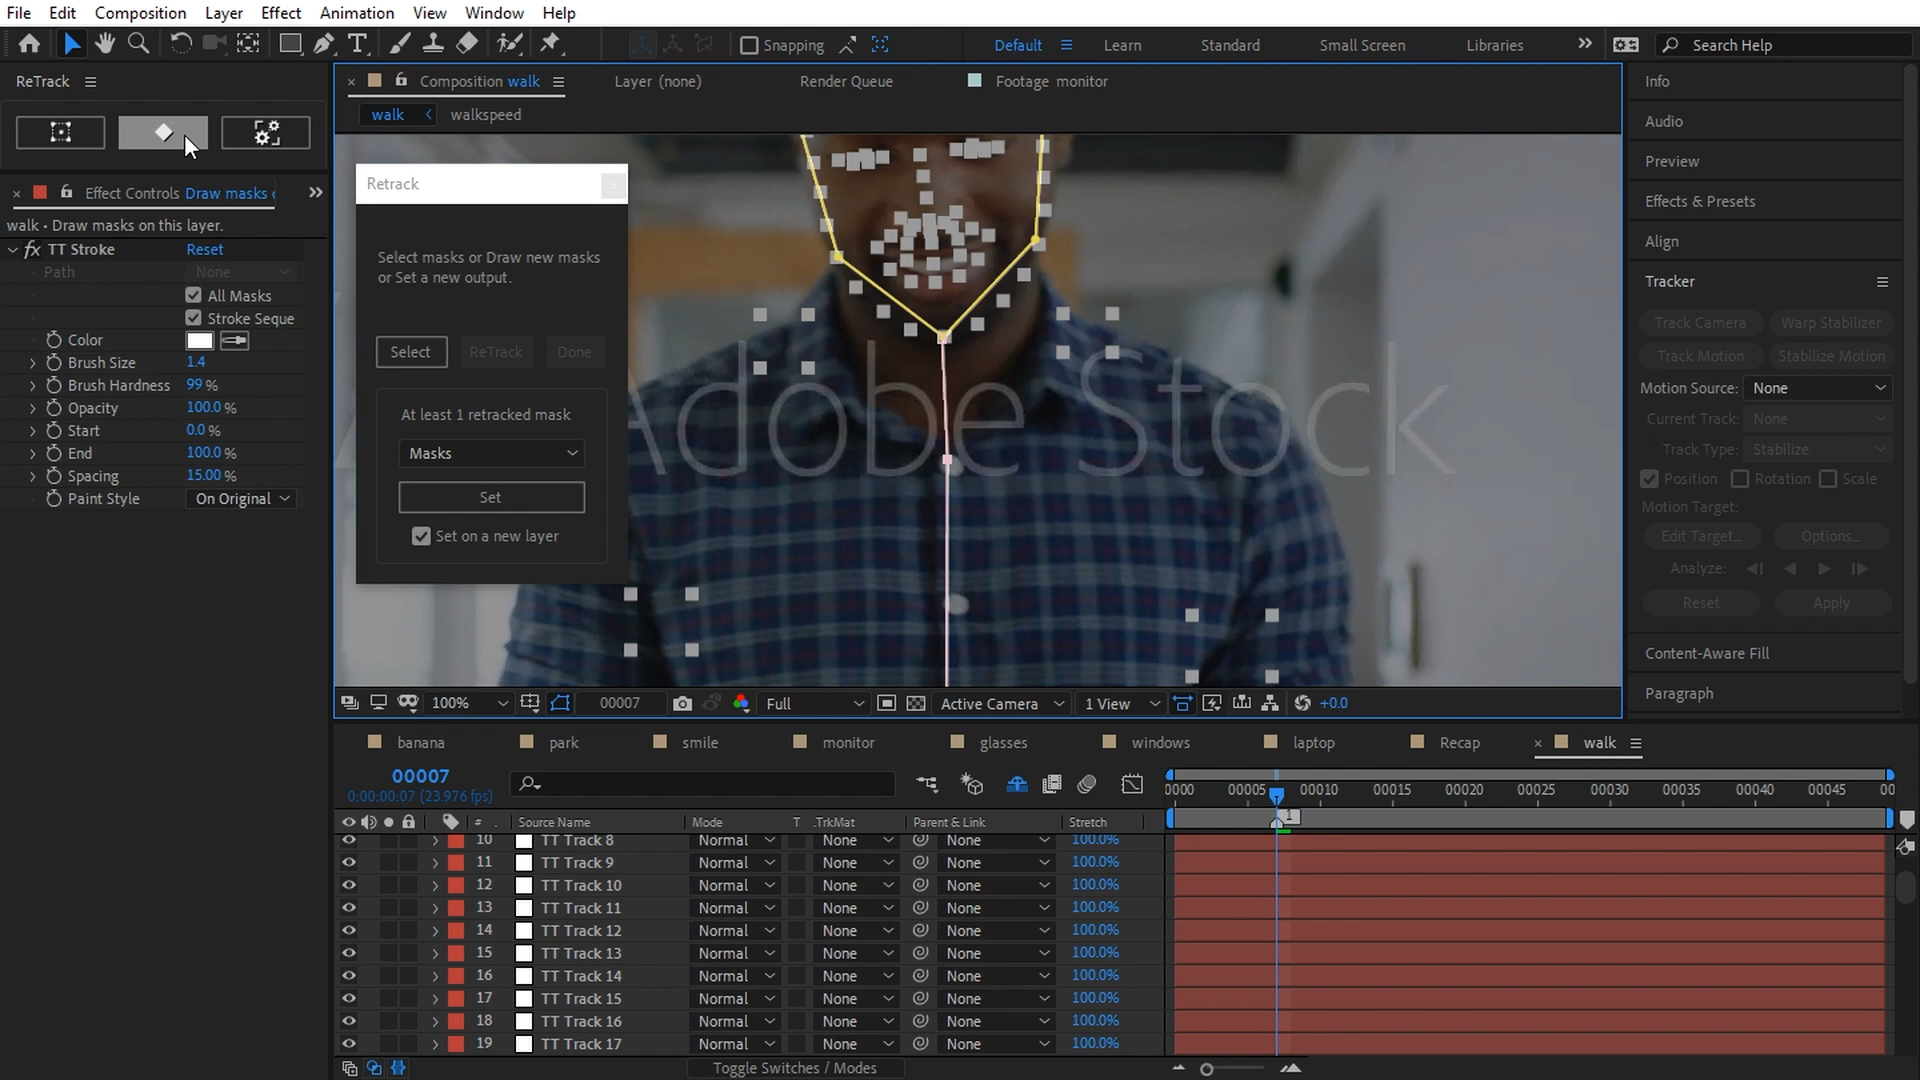 File Edit Composition Layer Effect Animation View Window Help
Snapping
Default Learn Standard Small Screen Libraries
Search Help
ReTrack
Composition walk Layer (none) Render Queue Footage monitor
walk walkspeed
Effect Controls Draw masks
walk • Draw masks on this layer.
fx TT Stroke Reset
Path None
All Masks
Stroke Seque
Color
Brush Size 1.4
Brush Hardness 99 %
Opacity 100.0 %
Start 0.0 %
End 100.0 %
Spacing 15.00 %
Paint Style On Original
Retrack
x
Select masks or Draw new masks
or Set a new output.
Select ReTrack Done
At least 1 retracked mask
Masks
Set
Set on a new layer
Adobe Stock
100% 00007 Full Active Camera 1 View +0.0
Info
Audio
Preview
Effects & Presets
Align
Tracker
Track Camera Warp Stabilizer
Track Motion Stabilize Motion
Motion Source: None
Current Track: None
Track Type: Stabilize
Position Rotation Scale
Motion Target:
Edit Target... Options...
Analyze:
Reset Apply
Content-Aware Fill
Paragraph
banana park smile monitor glasses windows laptop Recap walk
00007
0:00:00:07 (23.976 fps)
0000 00005 00010 00015 00020 00025 00030 00035 00040 00045 00
1
# . Source Name Mode T .TrkMat Parent & Link Stretch
10 TT Track 8 Normal None None 100.0%
11 TT Track 9 Normal None None 100.0%
12 TT Track 10 Normal None None 100.0%
13 TT Track 11 Normal None None 100.0%
14 TT Track 12 Normal None None 100.0%
15 TT Track 13 Normal None None 100.0%
16 TT Track 14 Normal None None 100.0%
17 TT Track 15 Normal None None 100.0%
18 TT Track 16 Normal None None 100.0%
19 TT Track 17 Normal None None 100.0%
Toggle Switches / Modes